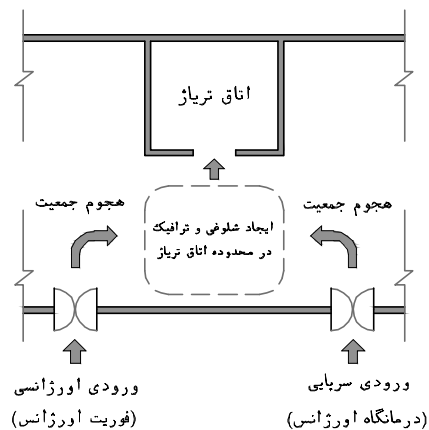 اتاق تریاژ
هجوم جمعیت
هجوم جمعیت
ایجاد شلوغی و ترافیک
در محدوده اتاق تریاژ
ورودی سرپایی
(درمانگاه اورژانس)
ورودی اورژانسی
(فوریت اورژانس)